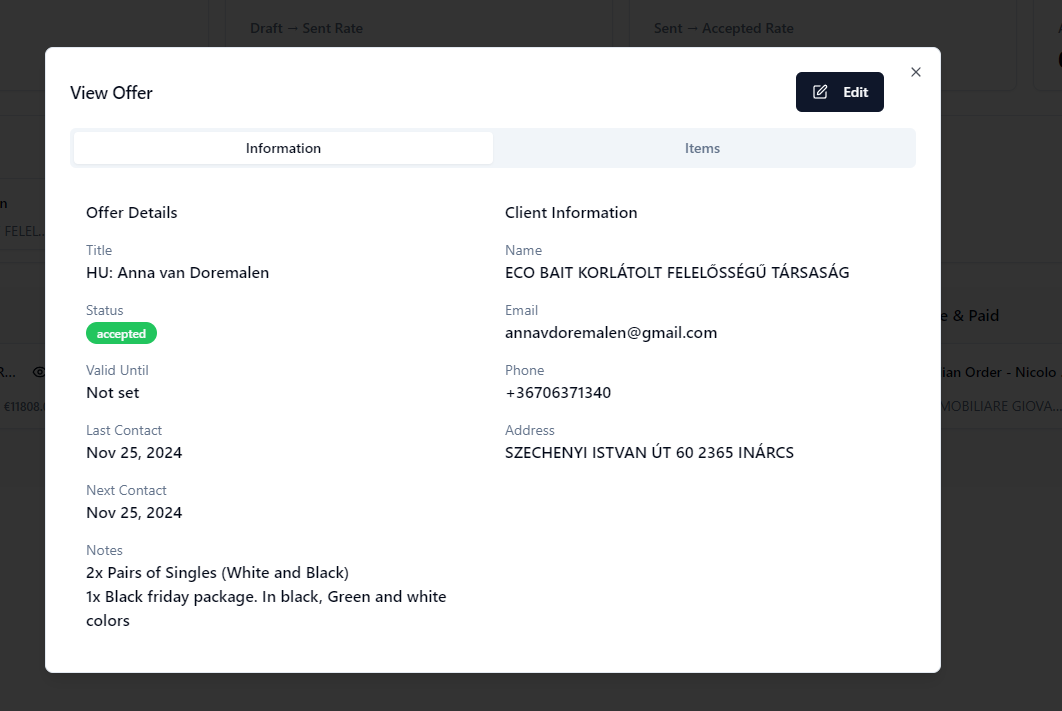 Draft → Sent Rate
Sent → Accepted Rate
View Offer
Edit
Information
Items
Offer Details
Client Information
Title
HU: Anna van Doremalen
Name
ECO BAIT KORLÁTOLT FELELŐSSÉGŰ TÁRSASÁG
Status
accepted
Email
annavdoremalen@gmail.com
Valid Until
Not set
Phone
+36706371340
Last Contact
Nov 25, 2024
Address
SZECHENYI ISTVAN ÚT 60 2365 INÁRCS
Next Contact
Nov 25, 2024
Notes
2x Pairs of Singles (White and Black)
1x Black friday package. In black, Green and white
colors
FELEL...
€11808.
e & Paid
ian Order - Nicolo
MOBILIARE GIOVA...